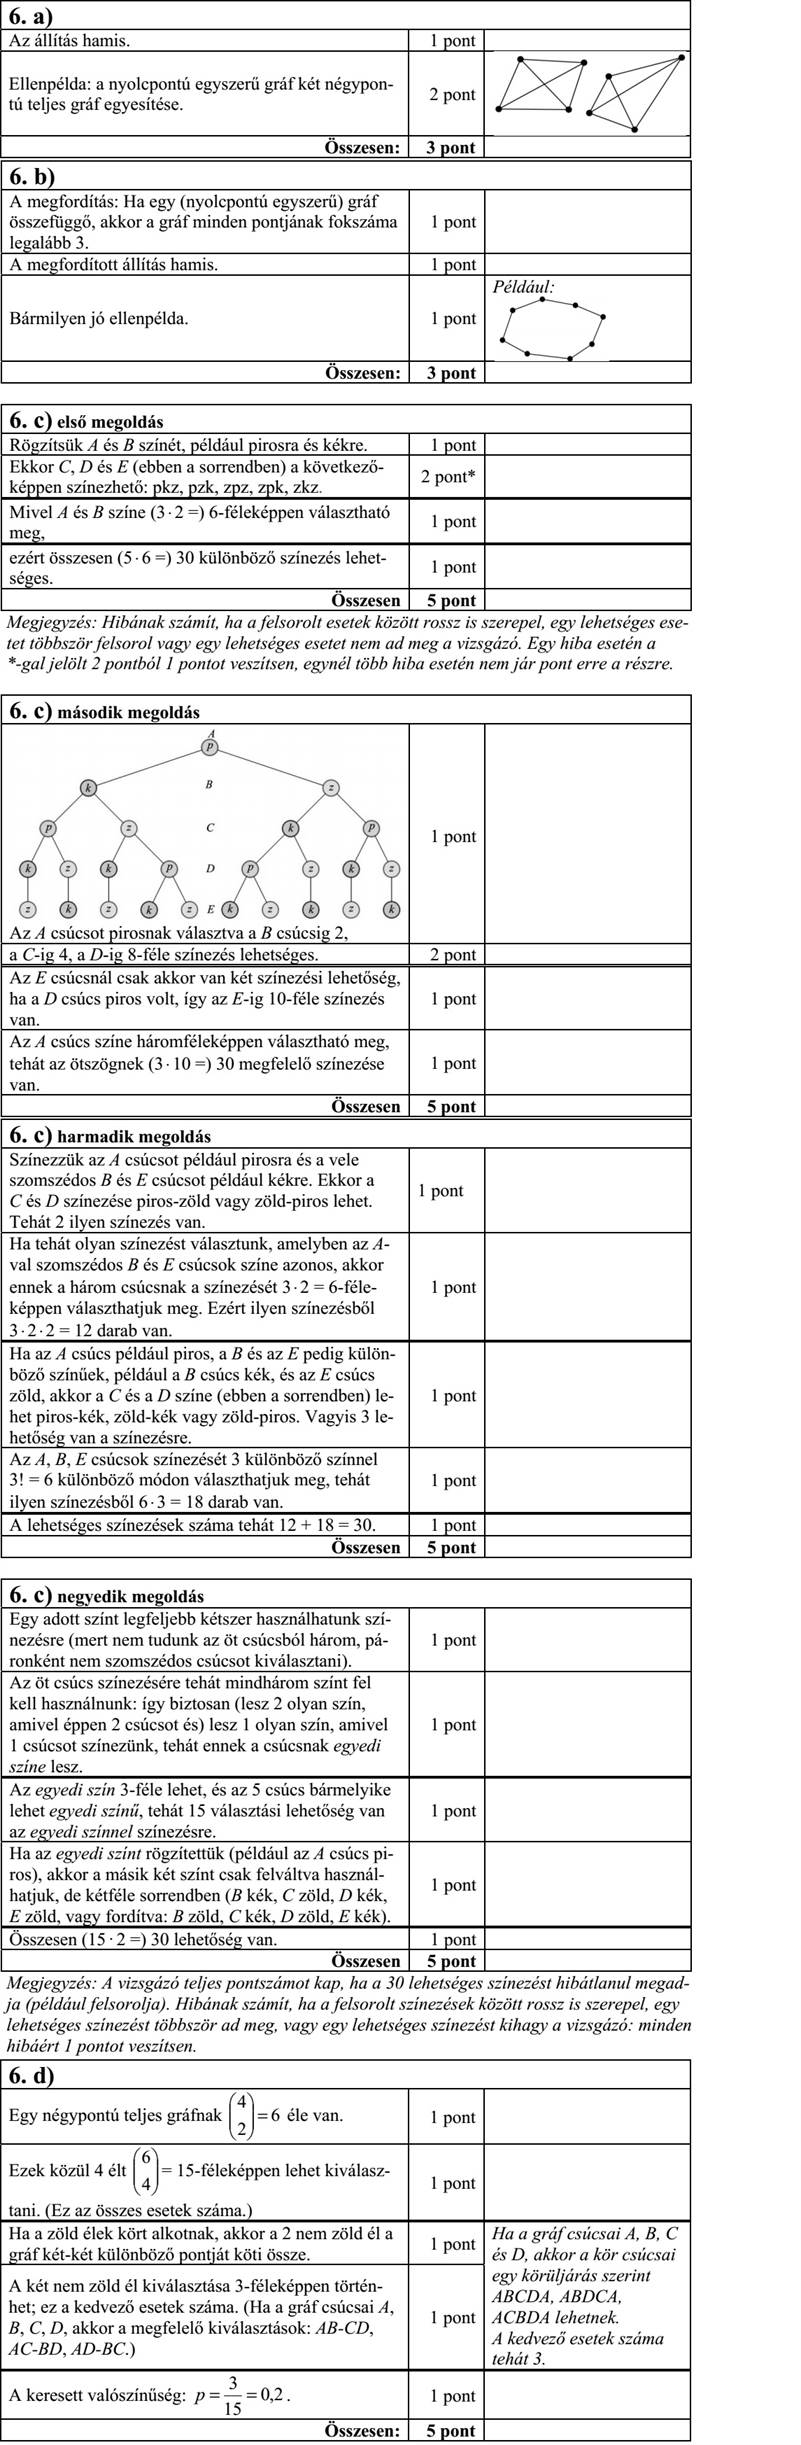 6. a)
Az állítás hamis. 1 pont
Ellenpélda: a nyolcpontú egyszerű gráf két négypon-
tú teljes gráf egyesítése. 2 pont
Összesen: 3 pont
6. b)
A megfordítás: Ha egy (nyolcpontú egyszerű) gráf
összefüggő, akkor a gráf minden pontjának fokszáma
legalább 3. 1 pont
A megfordított állítás hamis. 1 pont
Bármilyen jó ellenpélda. 1 pont Például:
Összesen: 3 pont
6. c) első megoldás
Rögzítsük A és B színét, például pirosra és kékre. 1 pont
Ekkor C, D és E (ebben a sorrendben) a következő-
képpen színezhető: pkz, pzk, zpz, zpk, zkz. 2 pont*
Mivel A és B színe (3·2 =) 6-féleképpen választható
meg, 1 pont
ezért összesen (5·6 =) 30 különböző színezés lehet-
séges. 1 pont
Összesen 5 pont
Megjegyzés: Hibának számít, ha a felsorolt esetek között rossz is szerepel, egy lehetséges ese-
tet többször felsorol vagy egy lehetséges esetet nem ad meg a vizsgázó. Egy hiba esetén a
*-gal jelölt 2 pontból 1 pontot veszítsen, egynél több hiba esetén nem jár pont erre a részre.
6. c) második megoldás
A
p
k B z
p z C k p
k z k p D p z k z
z k z k z E k z k z k
1 pont
Az A csúcsot pirosnak választva a B csúcsig 2,
a C-ig 4, a D-ig 8-féle színezés lehetséges. 2 pont
Az E csúcsnál csak akkor van két színezési lehetőség,
ha a D csúcs piros volt, így az E-ig 10-féle színezés
van. 1 pont
Az A csúcs színe háromféleképpen választható meg,
tehát az ötszögnek (3·10 =) 30 megfelelő színezése
van. 1 pont
Összesen 5 pont
6. c) harmadik megoldás
Színezzük az A csúcsot például pirosra és a vele
szomszédos B és E csúcsot például kékre. Ekkor a
C és D színezése piros-zöld vagy zöld-piros lehet.
Tehát 2 ilyen színezés van. 1 pont
Ha tehát olyan színezést választunk, amelyben az A-
val szomszédos B és E csúcsok színe azonos, akkor
ennek a három csúcsnak a színezését 3·2 = 6-féle-
képpen választhatjuk meg. Ezért ilyen színezésből
3·2·2 = 12 darab van. 1 pont
Ha az A csúcs például piros, a B és az E pedig külön-
böző színűek, például a B csúcs kék, és az E csúcs
zöld, akkor a C és a D színe (ebben a sorrendben) le-
het piros-kék, zöld-kék vagy zöld-piros. Vagyis 3 le-
hetőség van a színezésre. 1 pont
Az A, B, E csúcsok színezését 3 különböző színnel
3! = 6 különböző módon választhatjuk meg, tehát
ilyen színezésből 6·3 = 18 darab van. 1 pont
A lehetséges színezések száma tehát 12 + 18 = 30. 1 pont
Összesen 5 pont
6. c) negyedik megoldás
Egy adott színt legfeljebb kétszer használhatunk szí-
nezésre (mert nem tudunk az öt csúcsból három, pá-
ronként nem szomszédos csúcsot kiválasztani). 1 pont
Az öt csúcs színezésére tehát mindhárom színt fel
kell használnunk: így biztosan (lesz 2 olyan szín,
amivel éppen 2 csúcsot és) lesz 1 olyan szín, amivel
1 csúcsot színezünk, tehát ennek a csúcsnak egyedi
színe lesz. 1 pont
Az egyedi szín 3-féle lehet, és az 5 csúcs bármelyike
lehet egyedi színű, tehát 15 választási lehetőség van
az egyedi színnel színezésre. 1 pont
Ha az egyedi színt rögzítettük (például az A csúcs pi-
ros), akkor a másik két színt csak felváltva használ-
hatjuk, de kétféle sorrendben (B kék, C zöld, D kék,
E zöld, vagy fordítva: B zöld, C kék, D zöld, E kék). 1 pont
Összesen (15·2 =) 30 lehetőség van. 1 pont
Összesen 5 pont
Megjegyzés: A vizsgázó teljes pontszámot kap, ha a 30 lehetséges színezést hibátlanul megad-
ja (például felsorolja). Hibának számít, ha a felsorolt színezések között rossz is szerepel, egy
lehetséges színezést többször ad meg, vagy egy lehetséges színezést kihagy a vizsgázó: minden
hibáért 1 pontot veszítsen.
6. d)
Egy négypontú teljes gráfnak (4 2) = 6 éle van. 1 pont
Ezek közül 4 élt (6 4) = 15-féleképpen lehet kiválasz-
tani. (Ez az összes esetek száma.) 1 pont
Ha a zöld élek kört alkotnak, akkor a 2 nem zöld él a
gráf két-két különböző pontját köti össze. 1 pont
A két nem zöld él kiválasztása 3-féleképpen történ-
het; ez a kedvező esetek száma. (Ha a gráf csúcsai A,
B, C, D, akkor a megfelelő kiválasztások: AB-CD,
AC-BD, AD-BC.) 1 pont
Ha a gráf csúcsai A, B, C
és D, akkor a kör csúcsai
egy körüljárás szerint
ABCDA, ABDCA,
ACBDA lehetnek.
A kedvező esetek száma
tehát 3.
A keresett valószínűség: p = 3/15 = 0,2. 1 pont
Összesen: 5 pont